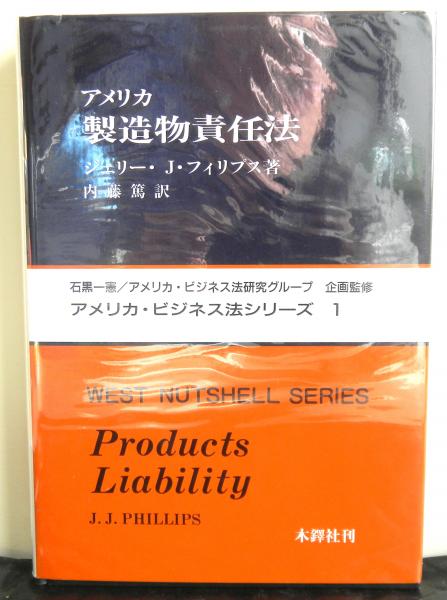 アメリカ
製造物責任法
ジェリー・J・フィリプス著
内藤篤訳
石黒一憲/アメリカ・ビジネス法研究グループ 企画監修
アメリカ・ビジネス法シリーズ 1
WEST NUTSHELL SERIES
Products
Liability
J. J. PHILLIPS
木鐸社刊